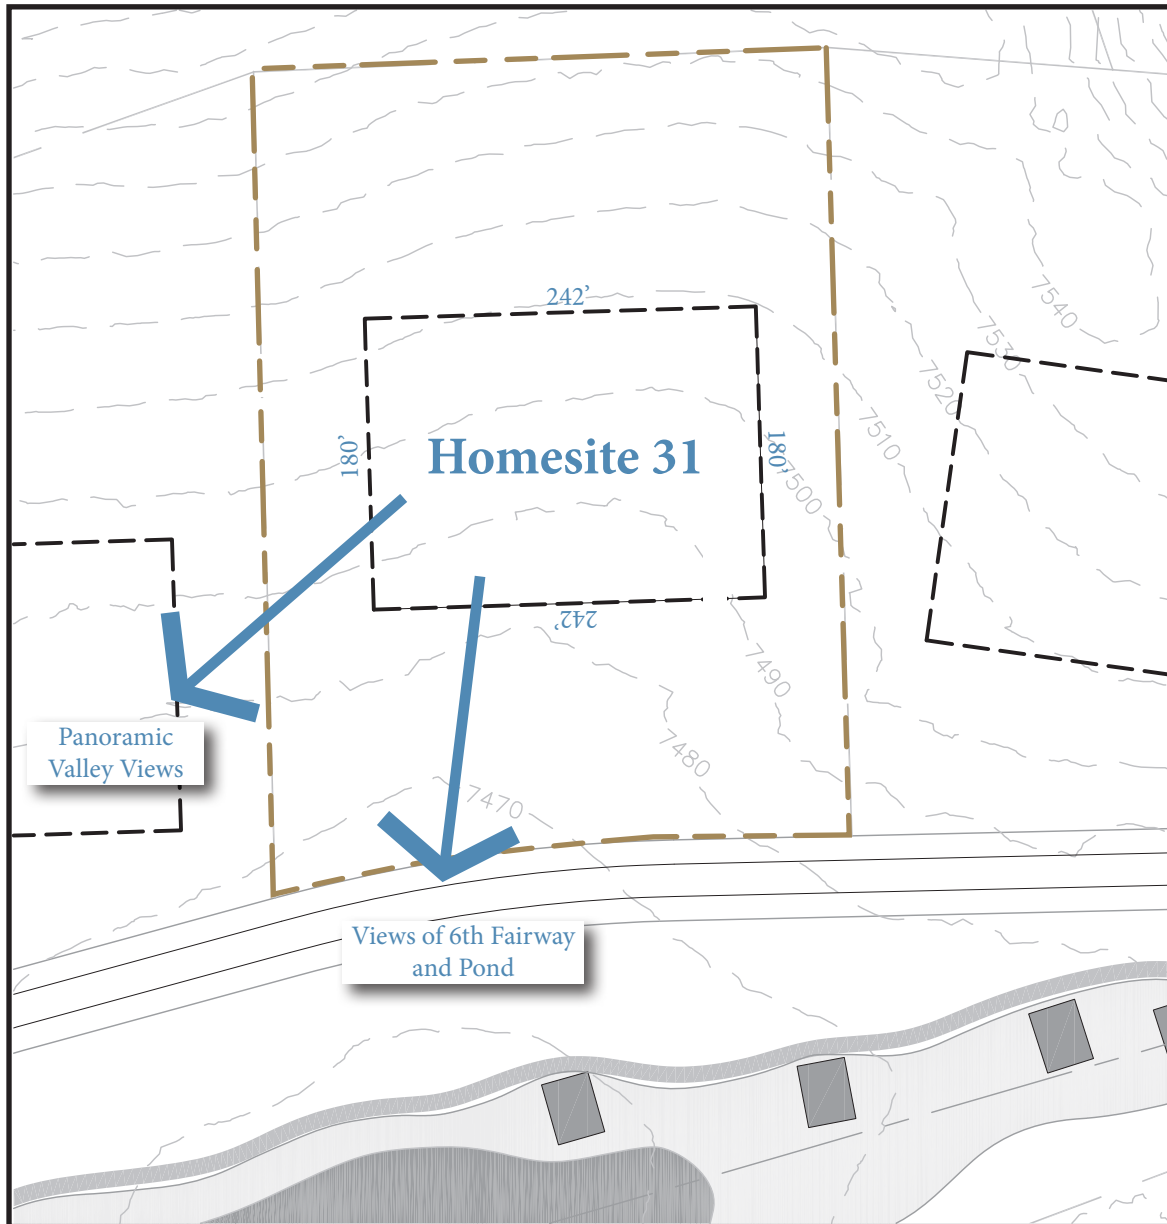 242’
7540
7530
7520
7510
Homesite 31
180’
180’
7500
242’
7490
Panoramic
Valley Views
7480
7470
Views of 6th Fairway
and Pond